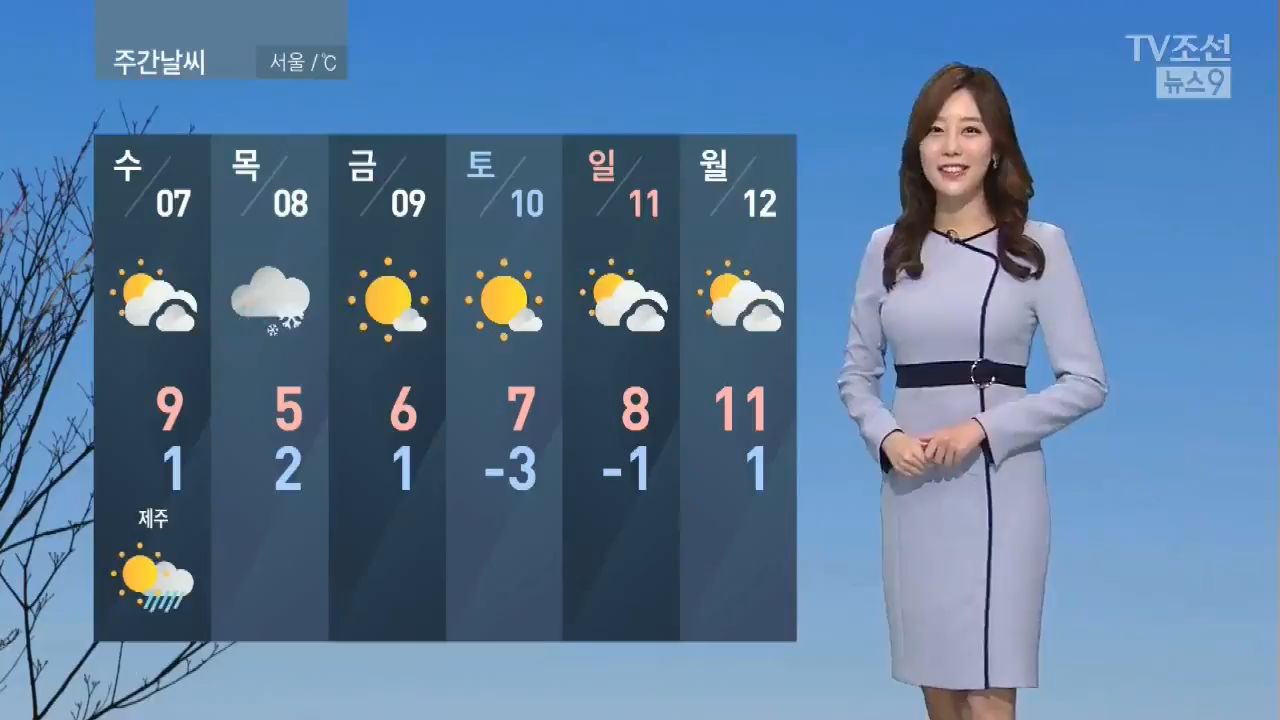 주간날씨 서울 /℃
TV조선
뉴스9
수 목 금 토 일 월
07 08 09 10 11 12
9 5 6 7 8 11
1 2 1 -3 -1 1
제주